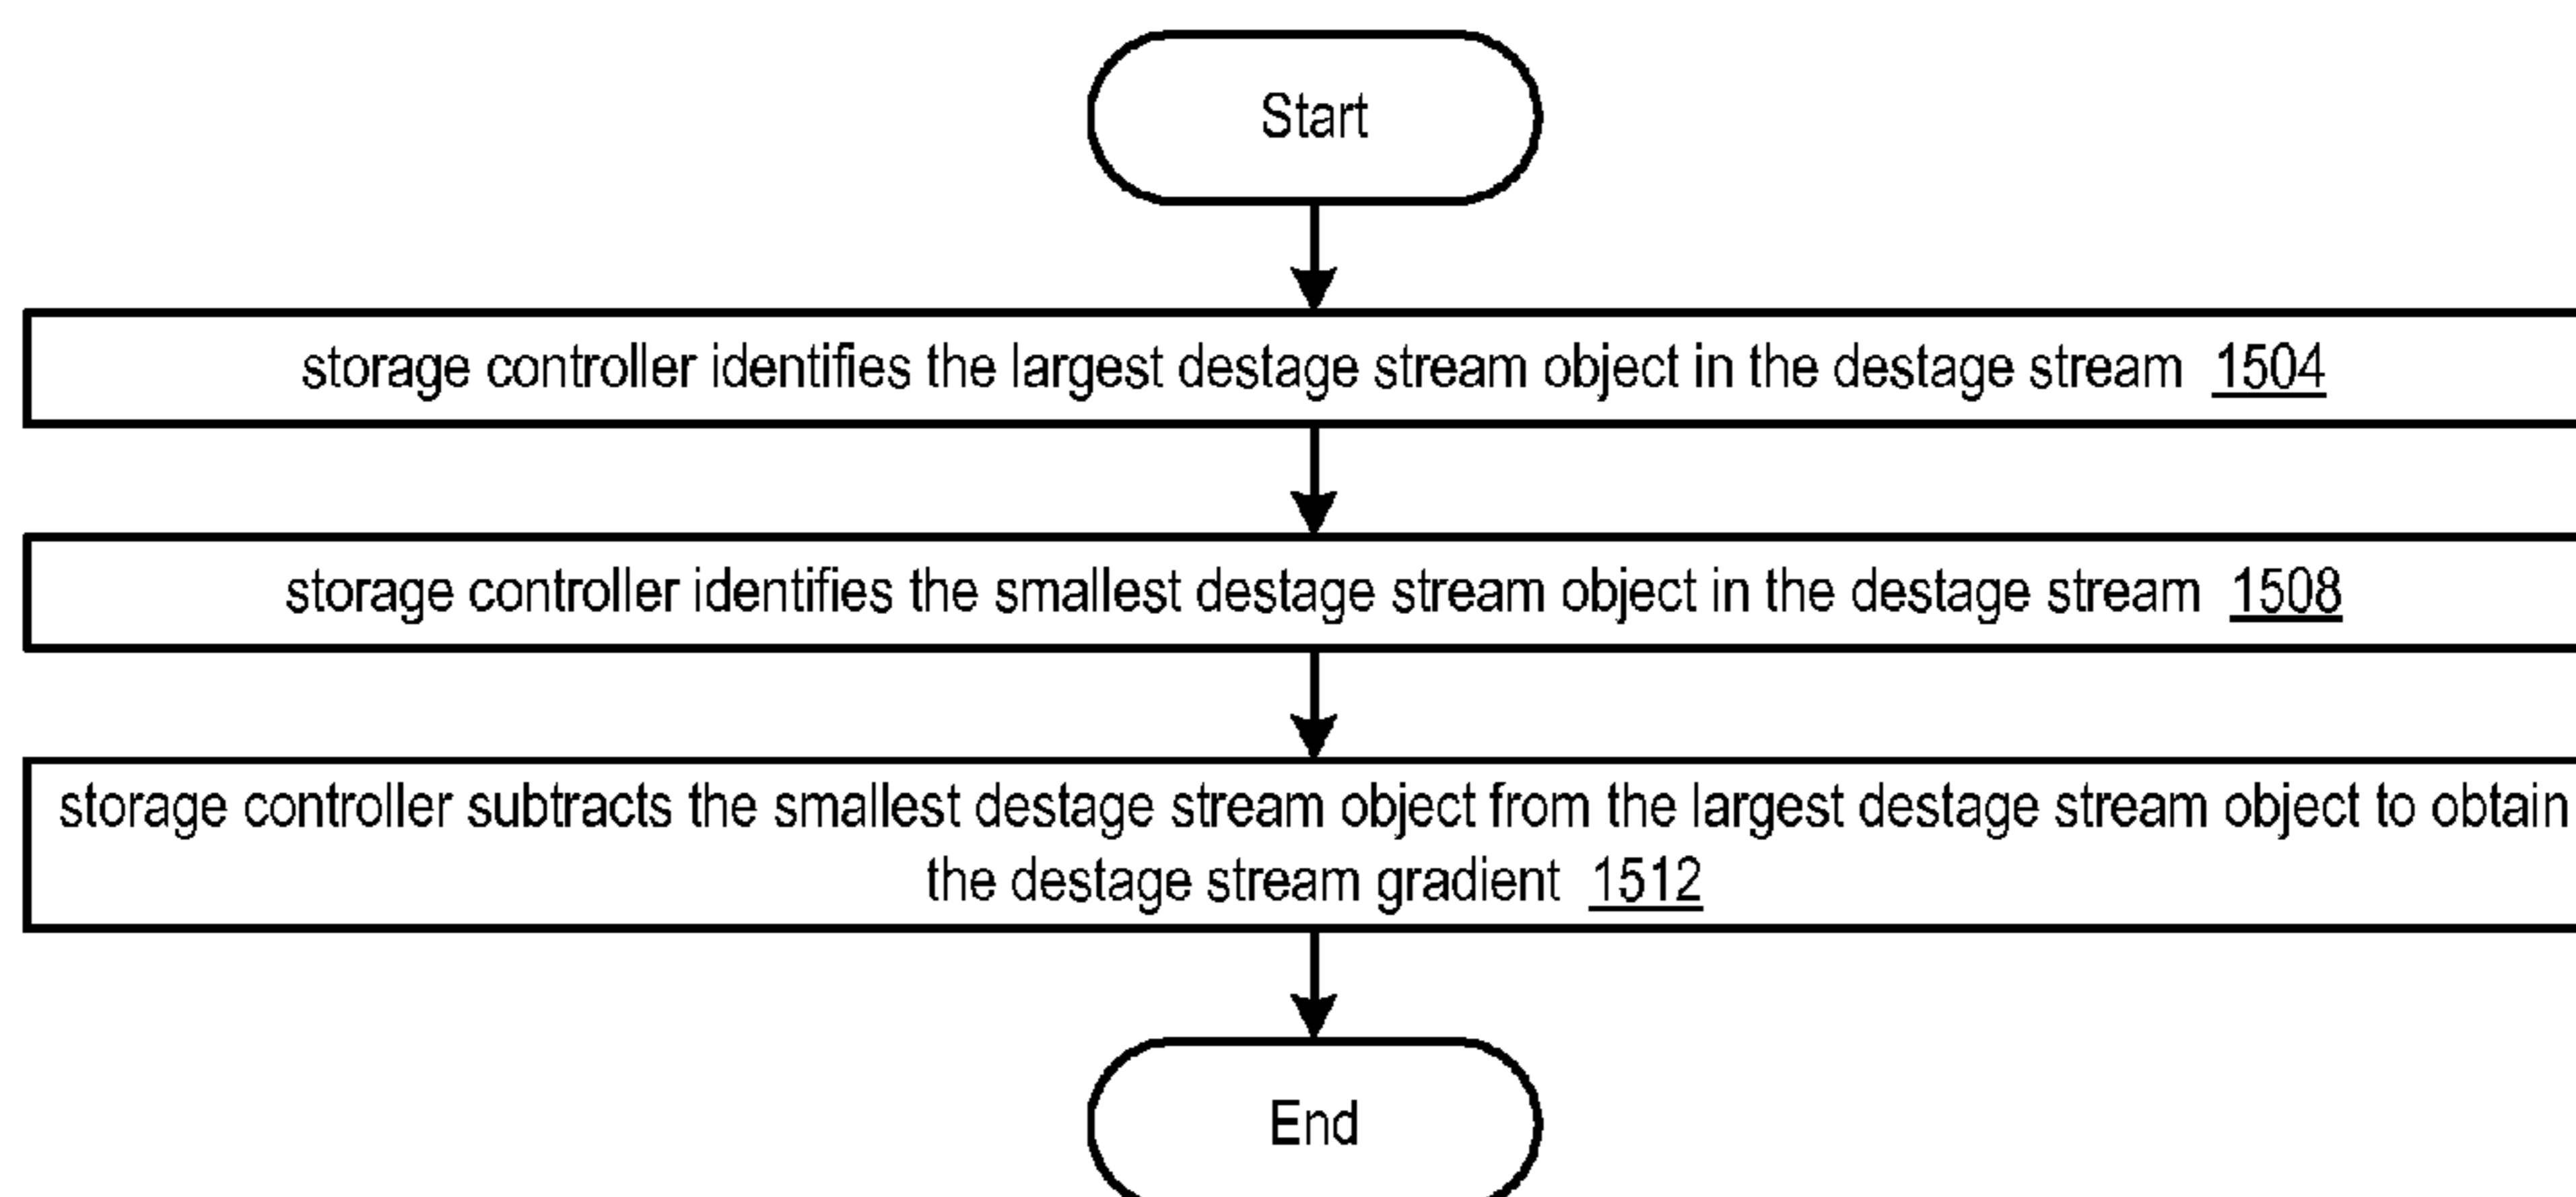 Start
storage controller identifies the largest destage stream object in the destage stream 1504
storage controller identifies the smallest destage stream object in the destage stream 1508
storage controller subtracts the smallest destage stream object from the largest destage stream object to obtain
the destage stream gradient 1512
End